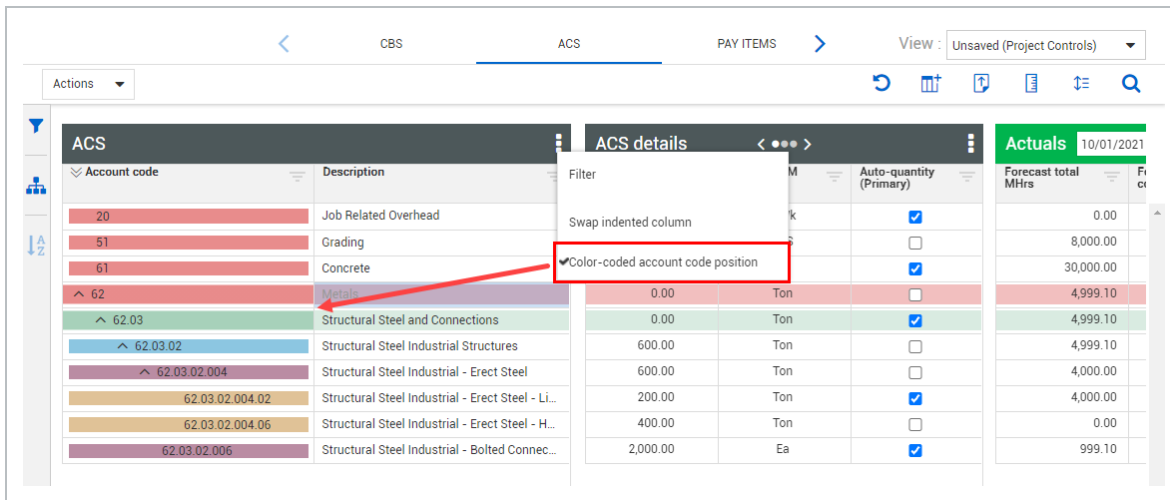 CBS ACS PAY ITEMS View : Unsaved (Project Controls)
Actions
ACS ACS details Actuals 10/01/2021
Account code Description M Auto-quantity (Primary) Forecast total MHrs
Filter
Swap indented column
Color-coded account code position
20 Job Related Overhead 0.00
51 Grading 8,000.00
61 Concrete 30,000.00
62 Metals 0.00 Ton 4,999.10
62.03 Structural Steel and Connections 0.00 Ton 4,999.10
62.03.02 Structural Steel Industrial Structures 600.00 Ton 4,999.10
62.03.02.004 Structural Steel Industrial - Erect Steel 600.00 Ton 4,000.00
62.03.02.004.02 Structural Steel Industrial - Erect Steel - Li... 200.00 Ton 4,000.00
62.03.02.004.06 Structural Steel Industrial - Erect Steel - H... 400.00 Ton 0.00
62.03.02.006 Structural Steel Industrial - Bolted Connec... 2,000.00 Ea 999.10